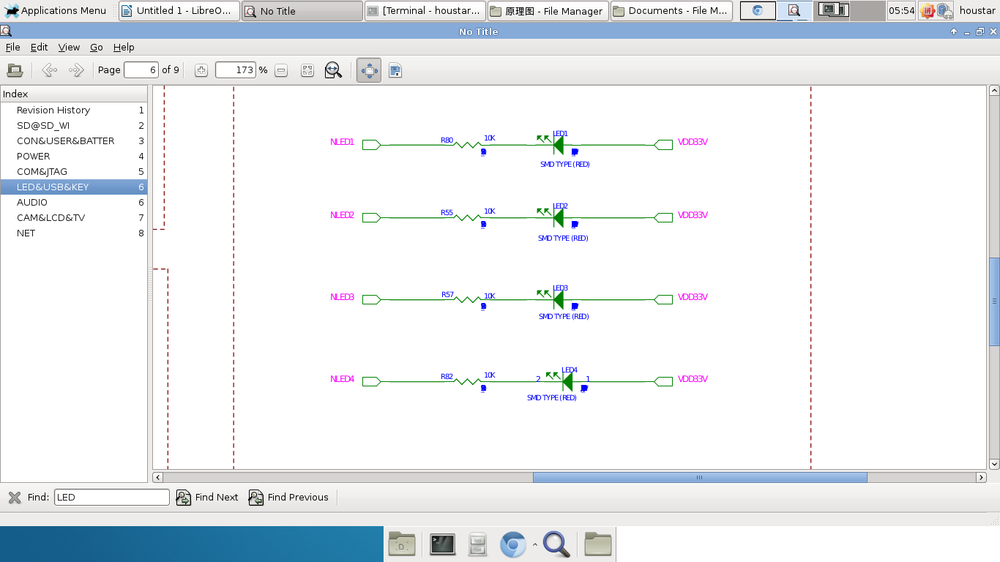 Applications Menu
Untitled 1 - LibreO...
No Title
[Terminal - houstar...
原理图 - File Manager
Documents - File M...
05:54
houstar
No Title
File Edit View Go Help
Page 6 of 9
173 %
Index
Revision History 1
SD@SD_WI 2
CON&USER&BATTER 3
POWER 4
COM&JTAG 5
LED&USB&KEY 6
AUDIO 6
CAM&LCD&TV 7
NET 8
NLED1 R80 10K LED1 VDD33V
SMD TYPE (RED)
NLED2 R55 10K LED2 VDD33V
SMD TYPE (RED)
NLED3 R57 10K LED3 VDD33V
SMD TYPE (RED)
NLED4 R82 10K 2 LED4 1 VDD33V
SMD TYPE (RED)
Find: LED Find Next Find Previous